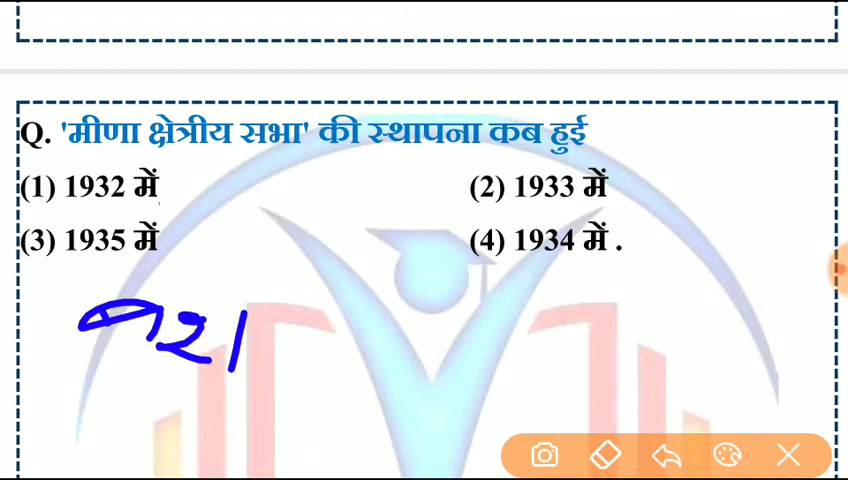 Q. 'मीणा क्षेत्रीय सभा' की स्थापना कब हुई
(1) 1932 में
(2) 1933 में
(3) 1935 में
(4) 1934 में .